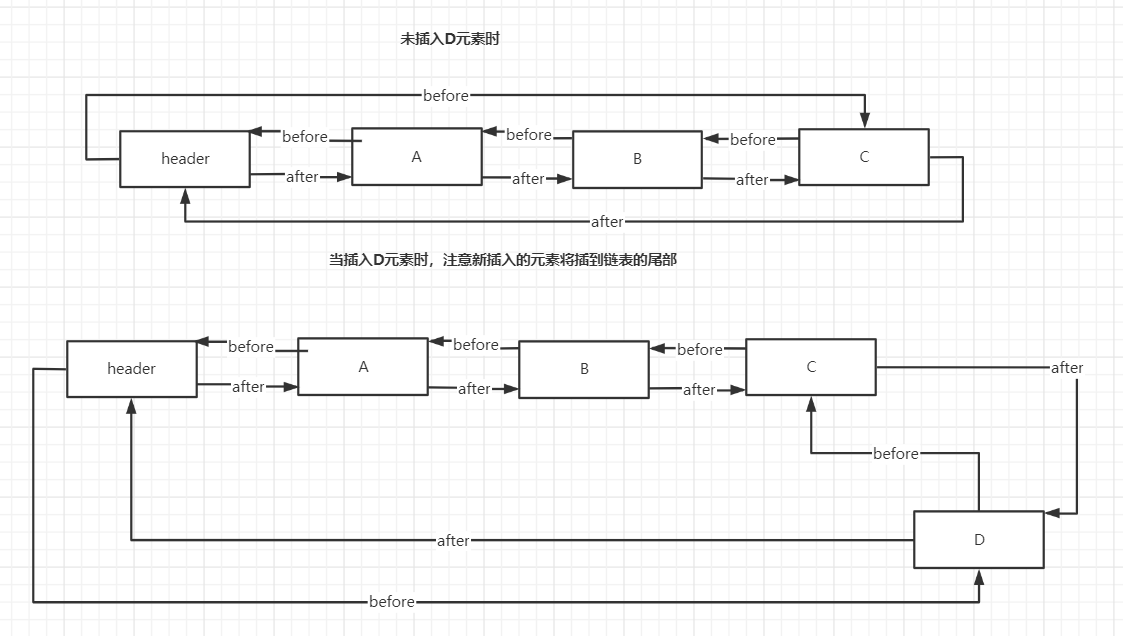 未插入D元素时
before
header
before
after
A
before
after
B
before
after
C
after
当插入D元素时，注意新插入的元素将插到链表的尾部
header
before
after
A
before
after
B
before
after
C
after
before
D
after
before